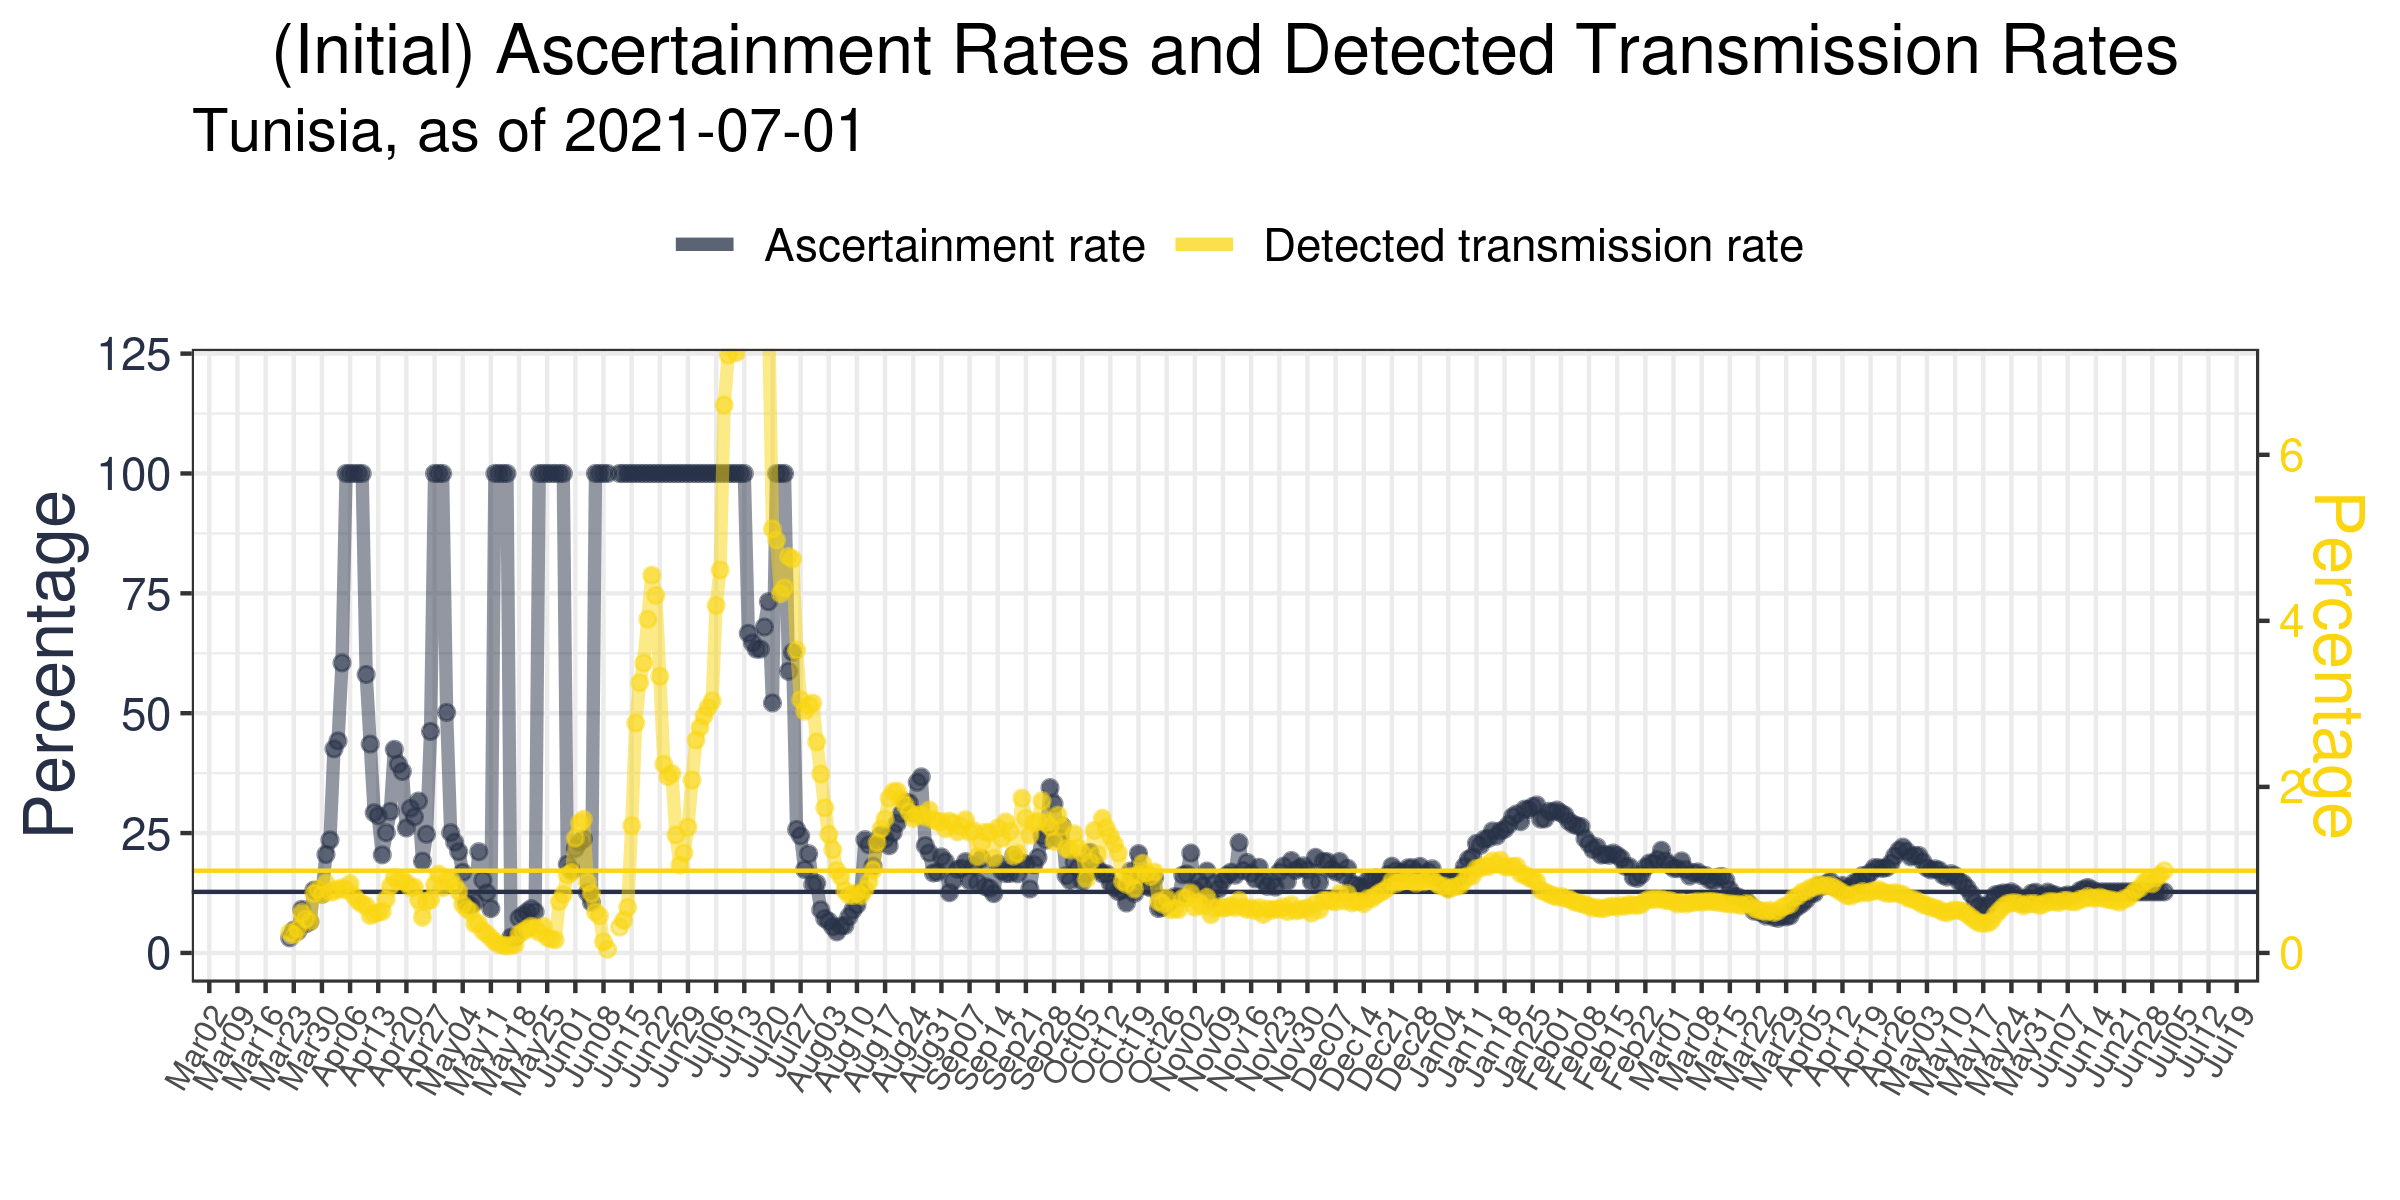 (Initial) Ascertainment Rates and Detected Transmission Rates
Tunisia, as of 2021-07-01
Ascertainment rate
Detected transmission rate
Percentage
125
100
75
50
25
0
6
4
2
0
Percentage
Mar02
Mar09
Mar16
Mar23
Mar30
Apr06
Apr13
Apr20
Apr27
May04
May11
May18
May25
Jun01
Jun08
Jun15
Jun22
Jun29
Jul06
Jul13
Jul20
Jul27
Aug03
Aug10
Aug17
Aug24
Aug31
Sep07
Sep14
Sep21
Sep28
Oct05
Oct12
Oct19
Oct26
Nov02
Nov09
Nov16
Nov23
Nov30
Dec07
Dec14
Dec21
Dec28
Jan04
Jan11
Jan18
Jan25
Feb01
Feb08
Feb15
Feb22
Mar01
Mar08
Mar15
Mar22
Mar29
Apr05
Apr12
Apr19
Apr26
May03
May10
May17
May24
May31
Jun07
Jun14
Jun21
Jun28
Jul05
Jul12
Jul19